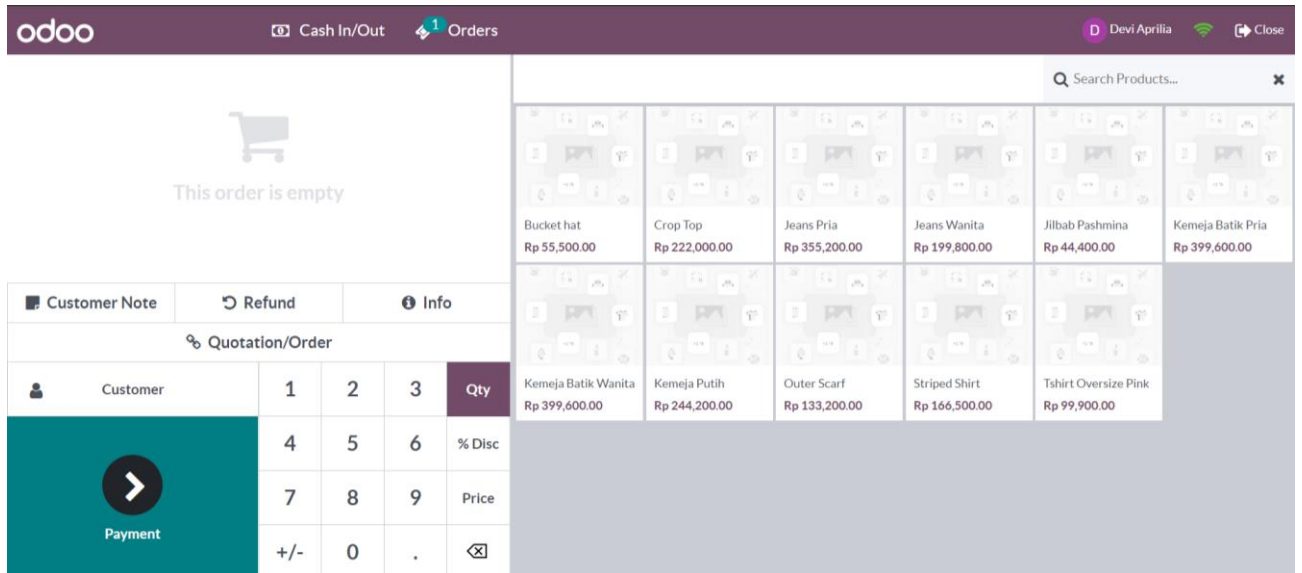 odoo
Cash In/Out
1
Orders
D
Devi Aprilia
Close
This order is empty
Customer Note
Refund
Info
Quotation/Order
Customer
1
2
3
Qty
4
5
6
% Disc
7
8
9
Price
+/-
0
.
Payment
Search Products...
Bucket hat
Rp 55,500.00
Crop Top
Rp 222,000.00
Jeans Pria
Rp 355,200.00
Jeans Wanita
Rp 199,800.00
Jilbab Pashmina
Rp 44,400.00
Kemeja Batik Pria
Rp 399,600.00
Kemeja Batik Wanita
Rp 399,600.00
Kemeja Putih
Rp 244,200.00
Outer Scarf
Rp 133,200.00
Striped Shirt
Rp 166,500.00
Tshirt Oversize Pink
Rp 99,900.00